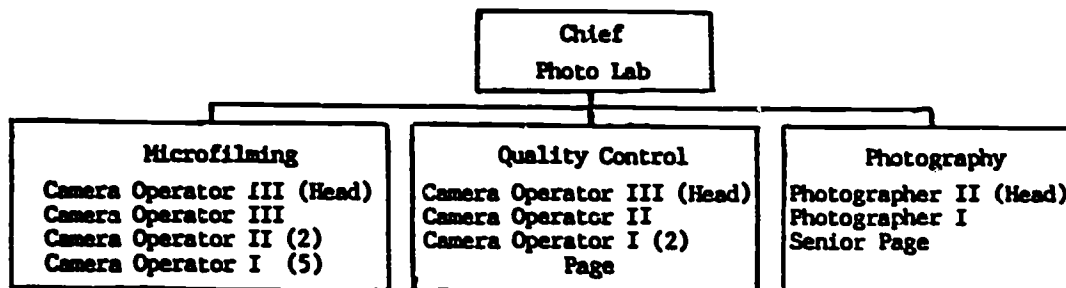 Chief
Photo Lab
Microfilming
Camera Operator III (Head)
Camera Operator III
Camera Operator II (2)
Camera Operator I (5)
Quality Control
Camera Operator III (Head)
Camera Operator II
Camera Operator I (2)
Page
Photography
Photographer II (Head)
Photographer I
Senior Page